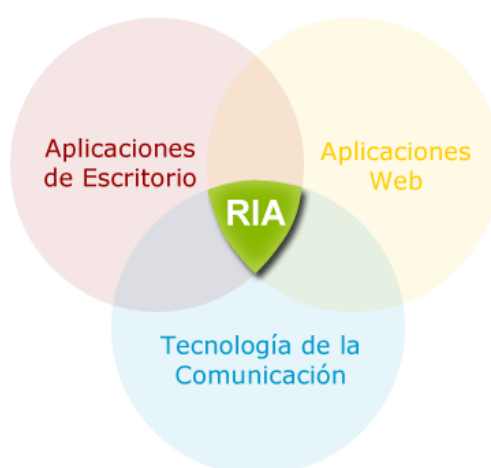 Aplicaciones
de Escritorio
Aplicaciones
Web
RIA
Tecnología de la
Comunicación